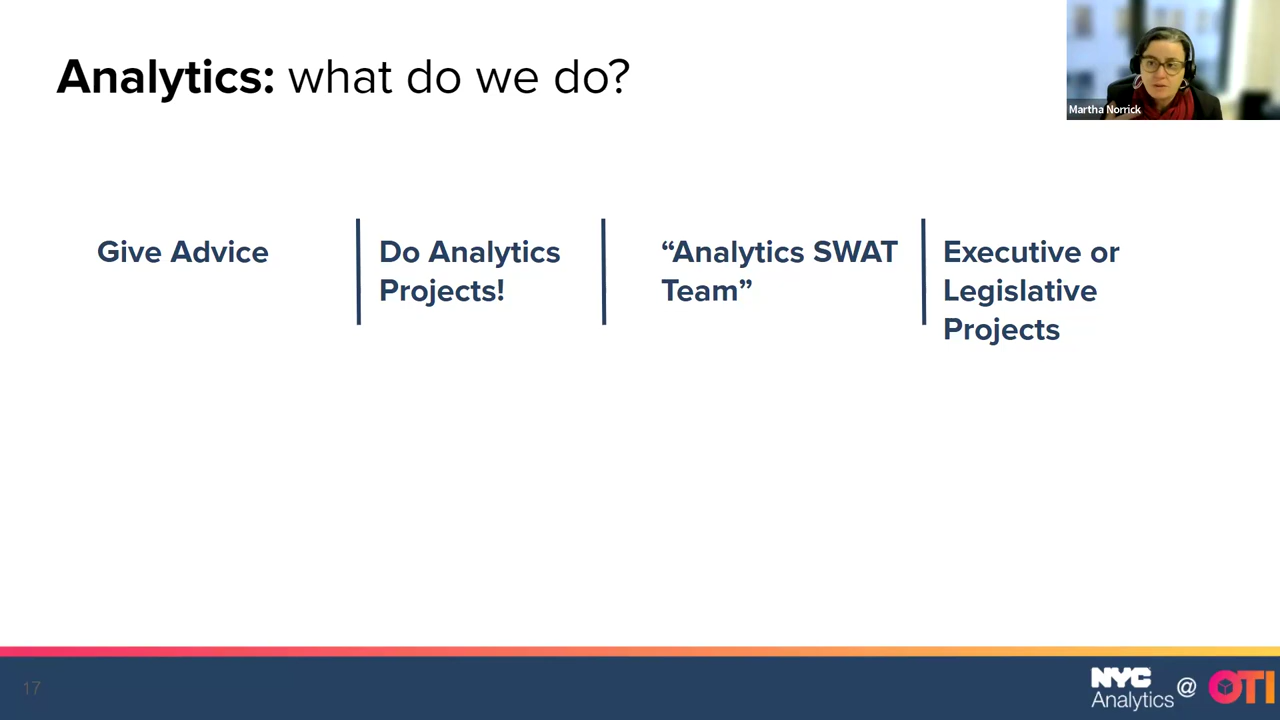 Analytics: what do we do?
Martha Norrick
Give Advice
Do Analytics
Projects!
“Analytics SWAT
Team”
Executive or
Legislative
Projects
17
NYC
Analytics @ OTI